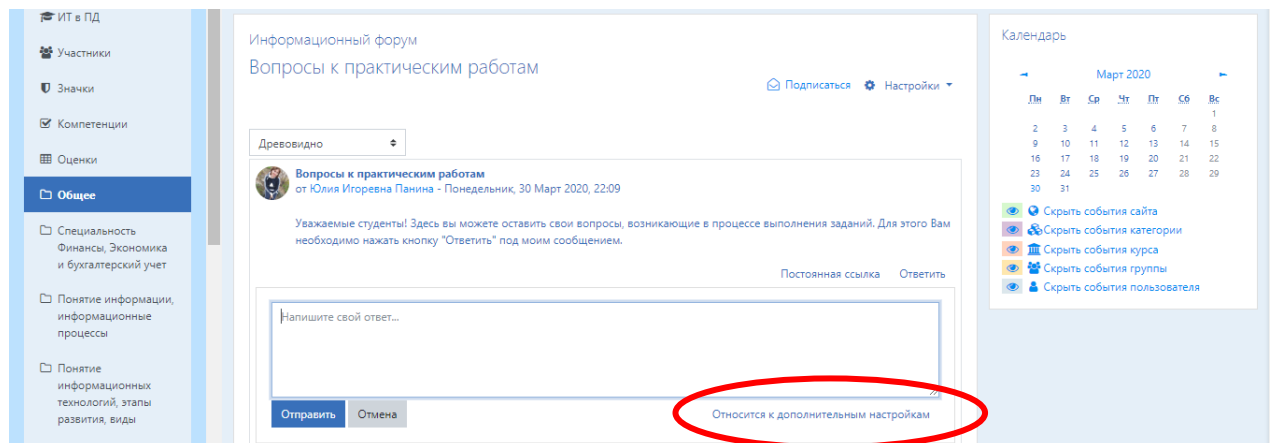 ИТ в ПД
Участники
Значки
Компетенции
Оценки
Общее
Специальность
Финансы, Экономика
и бухгалтерский учет
Понятие информации,
информационные
процессы
Понятие
информационных
технологий, этапы
развития, виды
Информационный форум
Вопросы к практическим работам
Подписаться Настройки
Древовидно
Вопросы к практическим работам
от Юлия Игоревна Панина - Понедельник, 30 Март 2020, 22:09
Уважаемые студенты! Здесь вы можете оставить свои вопросы, возникающие в процессе выполнения заданий. Для этого Вам
необходимо нажать кнопку "Ответить" под моим сообщением.
Постоянная ссылка Ответить
Напишите свой ответ...
Отправить Отмена Относится к дополнительным настройкам
Календарь
Март 2020
Пн Вт Ср Чт Пт Сб Вс
1
2 3 4 5 6 7 8
9 10 11 12 13 14 15
16 17 18 19 20 21 22
23 24 25 26 27 28 29
30 31
Скрыть события сайта
Скрыть события категории
Скрыть события курса
Скрыть события группы
Скрыть события пользователя